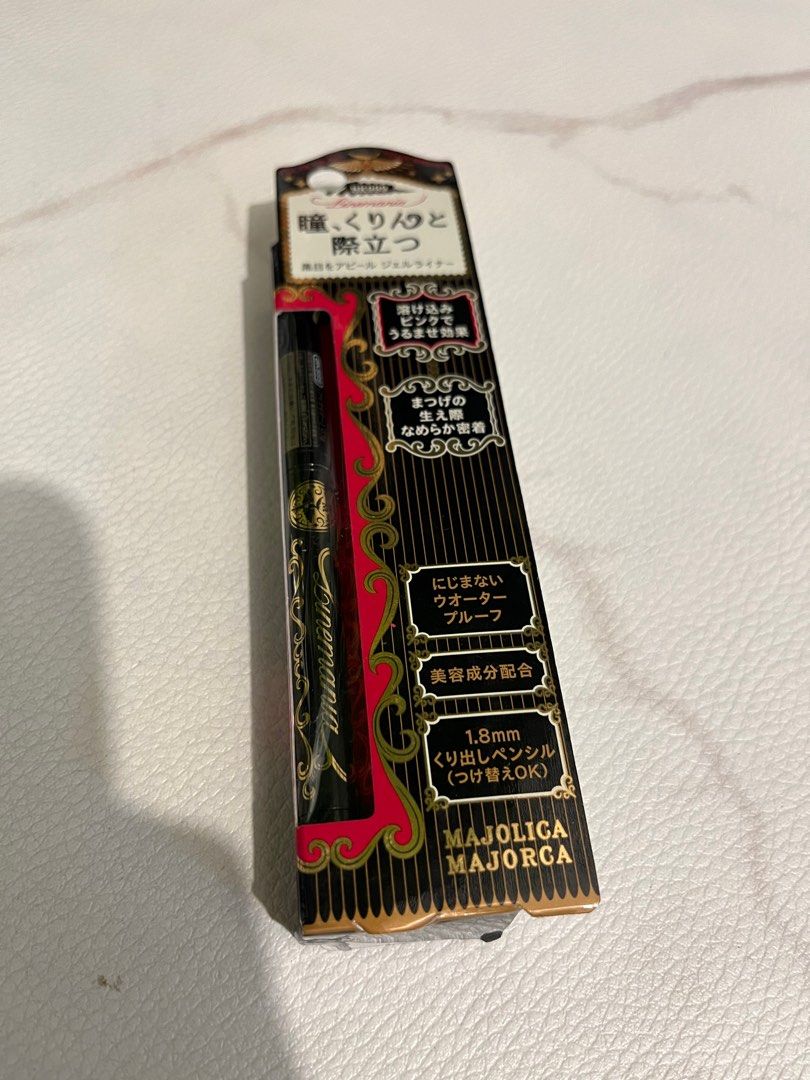 瞳、くりんと
際立つ
黒目をアピール ジェルライナー
溶け込み
ピンクで
うるませ効果
まつげの
生え際
なめらか密着
にじまない
ウオーター
プルーフ
美容成分配合
1.8mm
くり出しペンシル
(つけ替えOK)
Linemania
MAJOLICA
MAJORCA